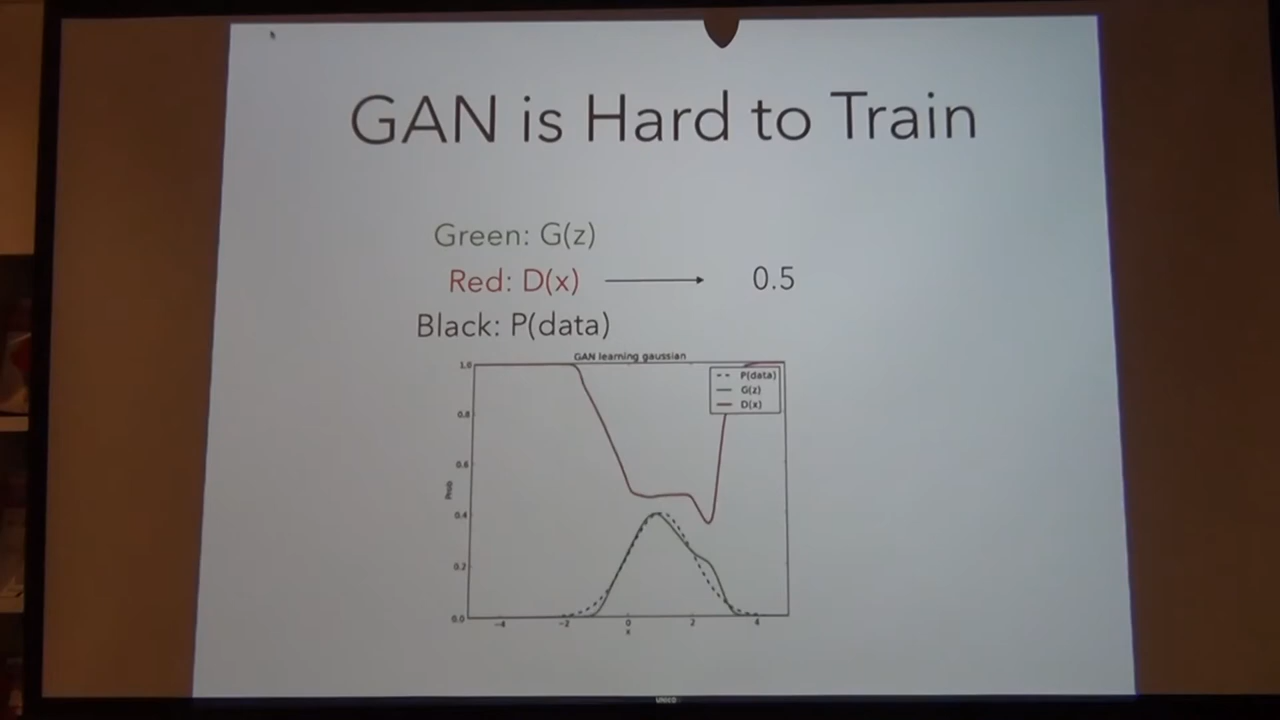 GAN is Hard to Train
Green: G(z)
Red: D(x) 0.5
Black: P(data)
GAN learning gaussian
1.0
0.8
0.6
0.4
0.2
0.0
Prob
P(data)
G(z)
D(x)
−4 −2 0 2 4
x